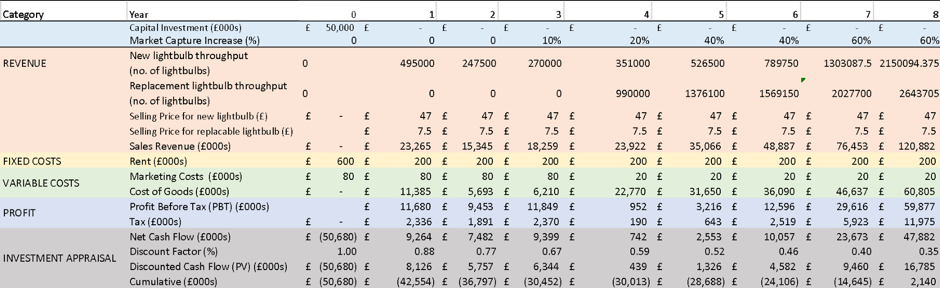 Category Year 0 1 2 3 4 5 6 7 8
Capital Investment (£000s) £ 50,000 £ - £ - £ - £ - £ - £ - £ - £ -
Market Capture Increase (%) 0 0 0 10% 20% 40% 40% 60% 60%
REVENUE New lightbulb throughput (no. of lightbulbs) 0 495000 247500 270000 351000 526500 789750 1303087.5 2150094.375
Replacement lightbulb throughput (no. of lightbulbs) 0 0 0 0 990000 1376100 1569150 2027700 2643705
Selling Price for new lightbulb (£) £ - £ 47 £ 47 £ 47 £ 47 £ 47 £ 47 £ 47 £ 47
Selling Price for replacable lightbulb (£) £ 7.5 £ 7.5 £ 7.5 £ 7.5 £ 7.5 £ 7.5 £ 7.5 £ 7.5
Sales Revenue (£000s) £ - £ 23,265 £ 15,345 £ 18,259 £ 23,922 £ 35,066 £ 48,887 £ 76,453 £ 120,882
FIXED COSTS Rent (£000s) £ 600 £ 200 £ 200 £ 200 £ 200 £ 200 £ 200 £ 200 £ 200
VARIABLE COSTS Marketing Costs (£000s) £ 80 £ 80 £ 80 £ 80 £ 20 £ 20 £ 20 £ 20 £ 20
Cost of Goods (£000s) £ - £ 11,385 £ 5,693 £ 6,210 £ 22,770 £ 31,650 £ 36,090 £ 46,637 £ 60,805
PROFIT Profit Before Tax (PBT) (£000s) £ 11,680 £ 9,453 £ 11,849 £ 952 £ 3,216 £ 12,596 £ 29,616 £ 59,877
Tax (£000s) £ - £ 2,336 £ 1,891 £ 2,370 £ 190 £ 643 £ 2,519 £ 5,923 £ 11,975
INVESTMENT APPRAISAL Net Cash Flow (£000s) £ (50,680) £ 9,264 £ 7,482 £ 9,399 £ 742 £ 2,553 £ 10,057 £ 23,673 £ 47,882
Discount Factor (%) 1.00 0.88 0.77 0.67 0.59 0.52 0.46 0.40 0.35
Discounted Cash Flow (PV) (£000s) £ (50,680) £ 8,126 £ 5,757 £ 6,344 £ 439 £ 1,326 £ 4,582 £ 9,460 £ 16,785
Cumulative (£000s) £ (50,680) £ (42,554) £ (36,797) £ (30,452) £ (30,013) £ (28,688) £ (24,106) £ (14,645) £ 2,140